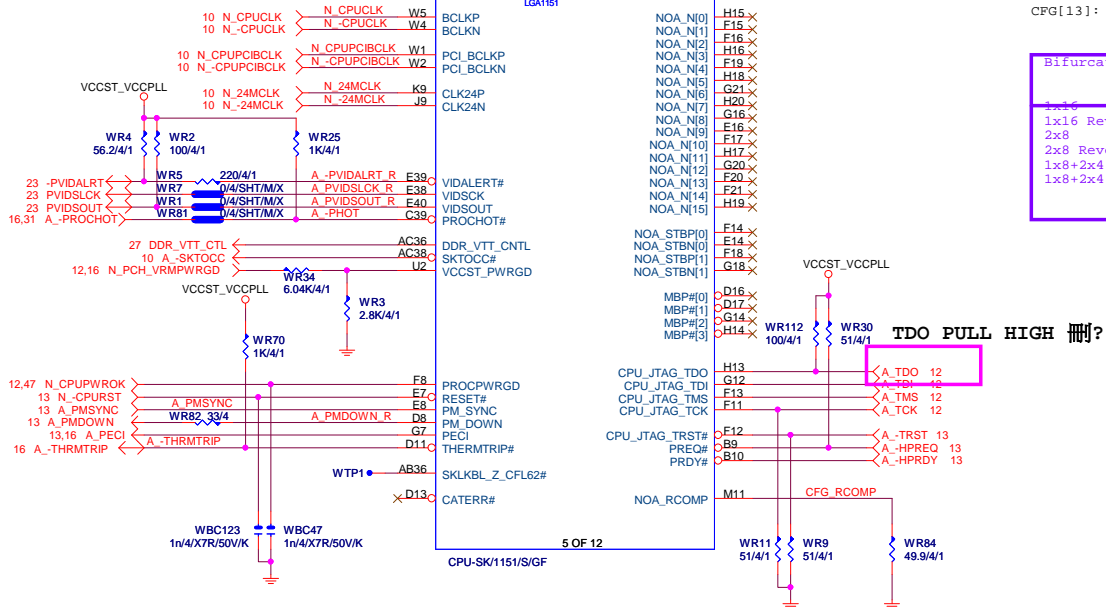 LGA1151
CFG[13]:
10 N_CPUCLK N_CPUCLK W5 BCLKP
10 N_-CPUCLK N_-CPUCLK W4 BCLKN
10 N_CPUPCIBCLK N_CPUPCIBCLK W1 PCI_BCLKP
10 N_-CPUPCIBCLK N_-CPUPCIBCLK W2 PCI_BCLKN
10 N_24MCLK N_24MCLK K9 CLK24P
10 N_-24MCLK N_-24MCLK J9 CLK24N
VCCST_VCCPLL
WR4 56.2/4/1
WR2 100/4/1
WR25 1K/4/1
23 -PVIDALRT WR5 220/4/1 A_-PVIDALRT_R E39 VIDALERT#
23 PVIDSLCK WR7 0/4/SHT/M/X A_PVIDSLCK_R E38 VIDSCK
23 PVIDSOUT WR1 0/4/SHT/M/X A_PVIDSOUT_R E40 VIDSOUT
16,31 A_-PROCHOT WR81 0/4/SHT/M/X A_-PHOT C39 PROCHOT#
27 DDR_VTT_CTL AC36 DDR_VTT_CNTL
10 A_-SKTOCC AC38 SKTOCC#
12,16 N_PCH_VRMPWRGD U2 VCCST_PWRGD
WR34
6.04K/4/1
VCCST_VCCPLL
WR3
2.8K/4/1
WR70
1K/4/1
12,47 N_CPUPWROK F8 PROCPWRGD
13 N_-CPURST E7 RESET#
13 A_PMSYNC A_PMSYNC E8 PM_SYNC
13 A_PMDOWN WR82 33/4 A_PMDOWN_R D8 PM_DOWN
13,16 A_PECI G7 PECI
16 A_-THRMTRIP A_-THRMTRIP D11 THERMTRIP#
WTP1 AB36 SKLKBL_Z_CFL62#
D13 CATERR#
WBC123
1n/4/X7R/50V/K
WBC47
1n/4/X7R/50V/K
5 OF 12
CPU-SK/1151/S/GF
NOA_N[0] H15
NOA_N[1] F15
NOA_N[2] F16
NOA_N[3] H16
NOA_N[4] F19
NOA_N[5] H18
NOA_N[6] G21
NOA_N[7] H20
NOA_N[8] G16
NOA_N[9] E16
NOA_N[10] F17
NOA_N[11] H17
NOA_N[12] G20
NOA_N[13] F20
NOA_N[14] F21
NOA_N[15] H19
NOA_STBP[0] F14
NOA_STBN[0] E14
NOA_STBP[1] F18
NOA_STBN[1] G18
MBP#[0] D16
MBP#[1] D17
MBP#[2] G14
MBP#[3] H14
VCCST_VCCPLL
WR112
100/4/1
WR30
51/4/1
TDO PULL HIGH 刪?
CPU_JTAG_TDO H13 A_TDO 12
CPU_JTAG_TDI G12 A_TDI 12
CPU_JTAG_TMS F13 A_TMS 12
CPU_JTAG_TCK F11 A_TCK 12
CPU_JTAG_TRST# F12 A_-TRST 13
PREQ# B9 A_-HPREQ 13
PRDY# B10 A_-HPRDY 13
NOA_RCOMP M11 CFG_RCOMP
WR11
51/4/1
WR9
51/4/1
WR84
49.9/4/1
Bifurca
1x16
1x16 Rev
2x8
2x8 Reve
1x8+2x4
1x8+2x4